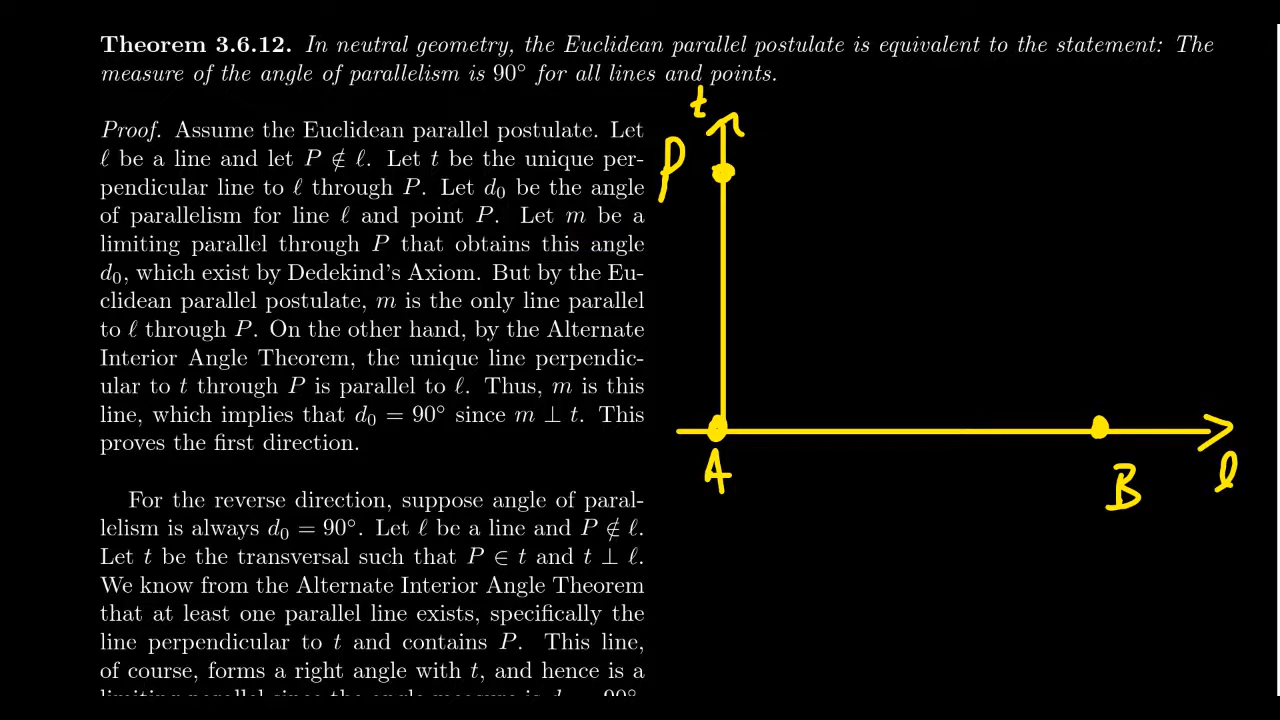 Theorem 3.6.12. In neutral geometry, the Euclidean parallel postulate is equivalent to the statement: The
measure of the angle of parallelism is 90° for all lines and points.
Proof. Assume the Euclidean parallel postulate. Let
ℓ be a line and let P ∉ ℓ. Let t be the unique per-
pendicular line to ℓ through P. Let d₀ be the angle
of parallelism for line ℓ and point P. Let m be a
limiting parallel through P that obtains this angle
d₀, which exist by Dedekind's Axiom. But by the Eu-
clidean parallel postulate, m is the only line parallel
to ℓ through P. On the other hand, by the Alternate
Interior Angle Theorem, the unique line perpendic-
ular to t through P is parallel to ℓ. Thus, m is this
line, which implies that d₀ = 90° since m ⊥ t. This
proves the first direction.
For the reverse direction, suppose angle of paral-
lelism is always d₀ = 90°. Let ℓ be a line and P ∉ ℓ.
Let t be the transversal such that P ∈ t and t ⊥ ℓ.
We know from the Alternate Interior Angle Theorem
that at least one parallel line exists, specifically the
line perpendicular to t and contains P. This line,
of course, forms a right angle with t, and hence is a
limiting parallel since the angle measure is d₀ = 90°
t
P
A
B
ℓ